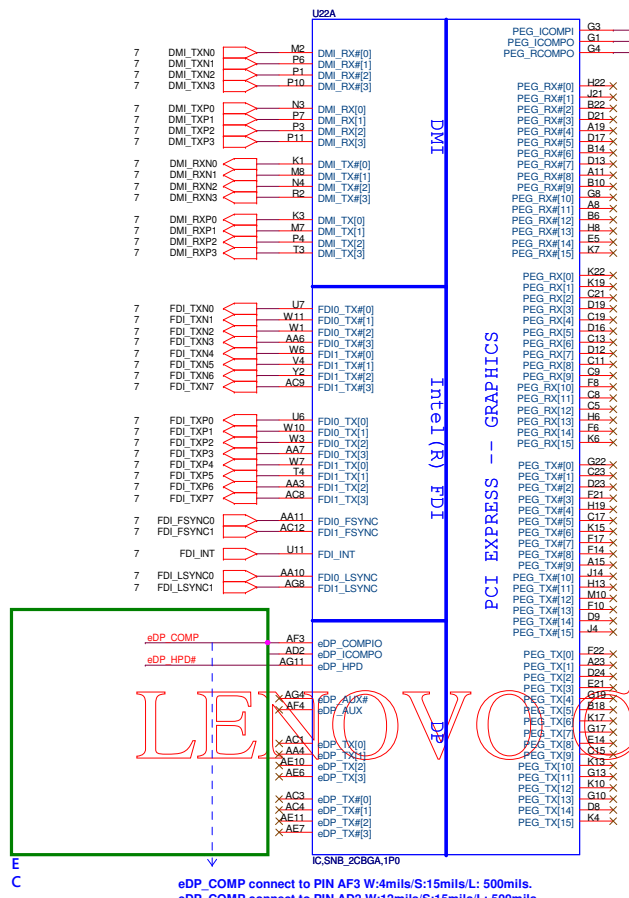 U22A
7 DMI_TXN0 M2 DMI_RX#[0]
7 DMI_TXN1 P6 DMI_RX#[1]
7 DMI_TXN2 P1 DMI_RX#[2]
7 DMI_TXN3 P10 DMI_RX#[3]
7 DMI_TXP0 N3 DMI_RX[0]
7 DMI_TXP1 P7 DMI_RX[1]
7 DMI_TXP2 P3 DMI_RX[2]
7 DMI_TXP3 P11 DMI_RX[3]
7 DMI_RXN0 K1 DMI_TX#[0]
7 DMI_RXN1 M8 DMI_TX#[1]
7 DMI_RXN2 N4 DMI_TX#[2]
7 DMI_RXN3 R2 DMI_TX#[3]
7 DMI_RXP0 K3 DMI_TX[0]
7 DMI_RXP1 M7 DMI_TX[1]
7 DMI_RXP2 P4 DMI_TX[2]
7 DMI_RXP3 T3 DMI_TX[3]
DMI
7 FDI_TXN0 U7 FDI0_TX#[0]
7 FDI_TXN1 W11 FDI0_TX#[1]
7 FDI_TXN2 W1 FDI0_TX#[2]
7 FDI_TXN3 AA6 FDI0_TX#[3]
7 FDI_TXN4 W6 FDI1_TX#[0]
7 FDI_TXN5 V4 FDI1_TX#[1]
7 FDI_TXN6 Y2 FDI1_TX#[2]
7 FDI_TXN7 AC9 FDI1_TX#[3]
7 FDI_TXP0 U6 FDI0_TX[0]
7 FDI_TXP1 W10 FDI0_TX[1]
7 FDI_TXP2 W3 FDI0_TX[2]
7 FDI_TXP3 AA7 FDI0_TX[3]
7 FDI_TXP4 W7 FDI1_TX[0]
7 FDI_TXP5 T4 FDI1_TX[1]
7 FDI_TXP6 AA3 FDI1_TX[2]
7 FDI_TXP7 AC8 FDI1_TX[3]
7 FDI_FSYNC0 AA11 FDI0_FSYNC
7 FDI_FSYNC1 AC12 FDI1_FSYNC
7 FDI_INT U11 FDI_INT
7 FDI_LSYNC0 AA10 FDI0_LSYNC
7 FDI_LSYNC1 AG8 FDI1_LSYNC
Intel(R) FDI
eDP_COMP AF3 eDP_COMPIO
AD2 eDP_ICOMPO
eDP_HPD# AG11 eDP_HPD
AG4 eDP_AUX#
AF4 eDP_AUX
AC1 eDP_TX[0]
AA4 eDP_TX[1]
AE10 eDP_TX[2]
AE6 eDP_TX[3]
AC3 eDP_TX#[0]
AC4 eDP_TX#[1]
AE11 eDP_TX#[2]
AE7 eDP_TX#[3]
DP
PEG_ICOMPI G3
PEG_ICOMPO G1
PEG_RCOMPO G4
PEG_RX#[0] H22
PEG_RX#[1] J21
PEG_RX#[2] B22
PEG_RX#[3] D21
PEG_RX#[4] A19
PEG_RX#[5] D17
PEG_RX#[6] B14
PEG_RX#[7] D13
PEG_RX#[8] A11
PEG_RX#[9] B10
PEG_RX#[10] G8
PEG_RX#[11] A8
PEG_RX#[12] B6
PEG_RX#[13] H8
PEG_RX#[14] E5
PEG_RX#[15] K7
PEG_RX[0] K22
PEG_RX[1] K19
PEG_RX[2] C21
PEG_RX[3] D19
PEG_RX[4] C19
PEG_RX[5] D16
PEG_RX[6] C13
PEG_RX[7] D12
PEG_RX[8] C11
PEG_RX[9] C9
PEG_RX[10] F8
PEG_RX[11] C8
PEG_RX[12] C5
PEG_RX[13] H6
PEG_RX[14] F6
PEG_RX[15] K6
PEG_TX#[0] G22
PEG_TX#[1] C23
PEG_TX#[2] D23
PEG_TX#[3] F21
PEG_TX#[4] H19
PEG_TX#[5] C17
PEG_TX#[6] K15
PEG_TX#[7] F17
PEG_TX#[8] F14
PEG_TX#[9] A15
PEG_TX#[10] J14
PEG_TX#[11] H13
PEG_TX#[12] M10
PEG_TX#[13] F10
PEG_TX#[14] D9
PEG_TX#[15] J4
PEG_TX[0] F22
PEG_TX[1] A23
PEG_TX[2] D24
PEG_TX[3] E21
PEG_TX[4] G19
PEG_TX[5] B18
PEG_TX[6] K17
PEG_TX[7] G17
PEG_TX[8] E14
PEG_TX[9] C15
PEG_TX[10] K13
PEG_TX[11] G13
PEG_TX[12] K10
PEG_TX[13] G10
PEG_TX[14] D8
PEG_TX[15] K4
PCI EXPRESS -- GRAPHICS
LENOVO
IC,SNB_2CBGA,1P0
E
C
eDP_COMP connect to PIN AF3 W:4mils/S:15mils/L: 500mils.
eDP_COMP connect to PIN AD2 W:12mils/S:15mils/L: 500mils